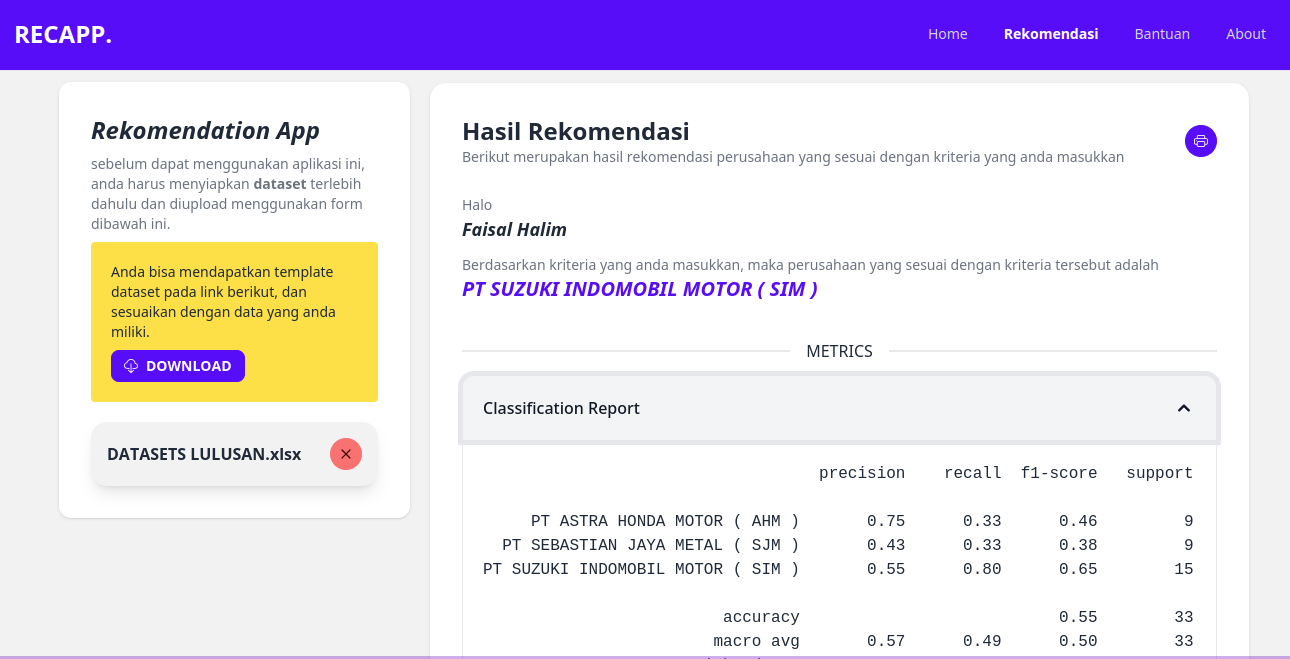 RECAPP.
Home Rekomendasi Bantuan About
Rekomendation App
sebelum dapat menggunakan aplikasi ini,
anda harus menyiapkan dataset terlebih
dahulu dan diupload menggunakan form
dibawah ini.
Anda bisa mendapatkan template
dataset pada link berikut, dan
sesuaikan dengan data yang anda
miliki.
DOWNLOAD
DATASETS LULUSAN.xlsx
Hasil Rekomendasi
Berikut merupakan hasil rekomendasi perusahaan yang sesuai dengan kriteria yang anda masukkan
Halo
Faisal Halim
Berdasarkan kriteria yang anda masukkan, maka perusahaan yang sesuai dengan kriteria tersebut adalah
PT SUZUKI INDOMOBIL MOTOR ( SIM )
METRICS
Classification Report
precision recall f1-score support
PT ASTRA HONDA MOTOR ( AHM ) 0.75 0.33 0.46 9
PT SEBASTIAN JAYA METAL ( SJM ) 0.43 0.33 0.38 9
PT SUZUKI INDOMOBIL MOTOR ( SIM ) 0.55 0.80 0.65 15
accuracy 0.55 33
macro avg 0.57 0.49 0.50 33